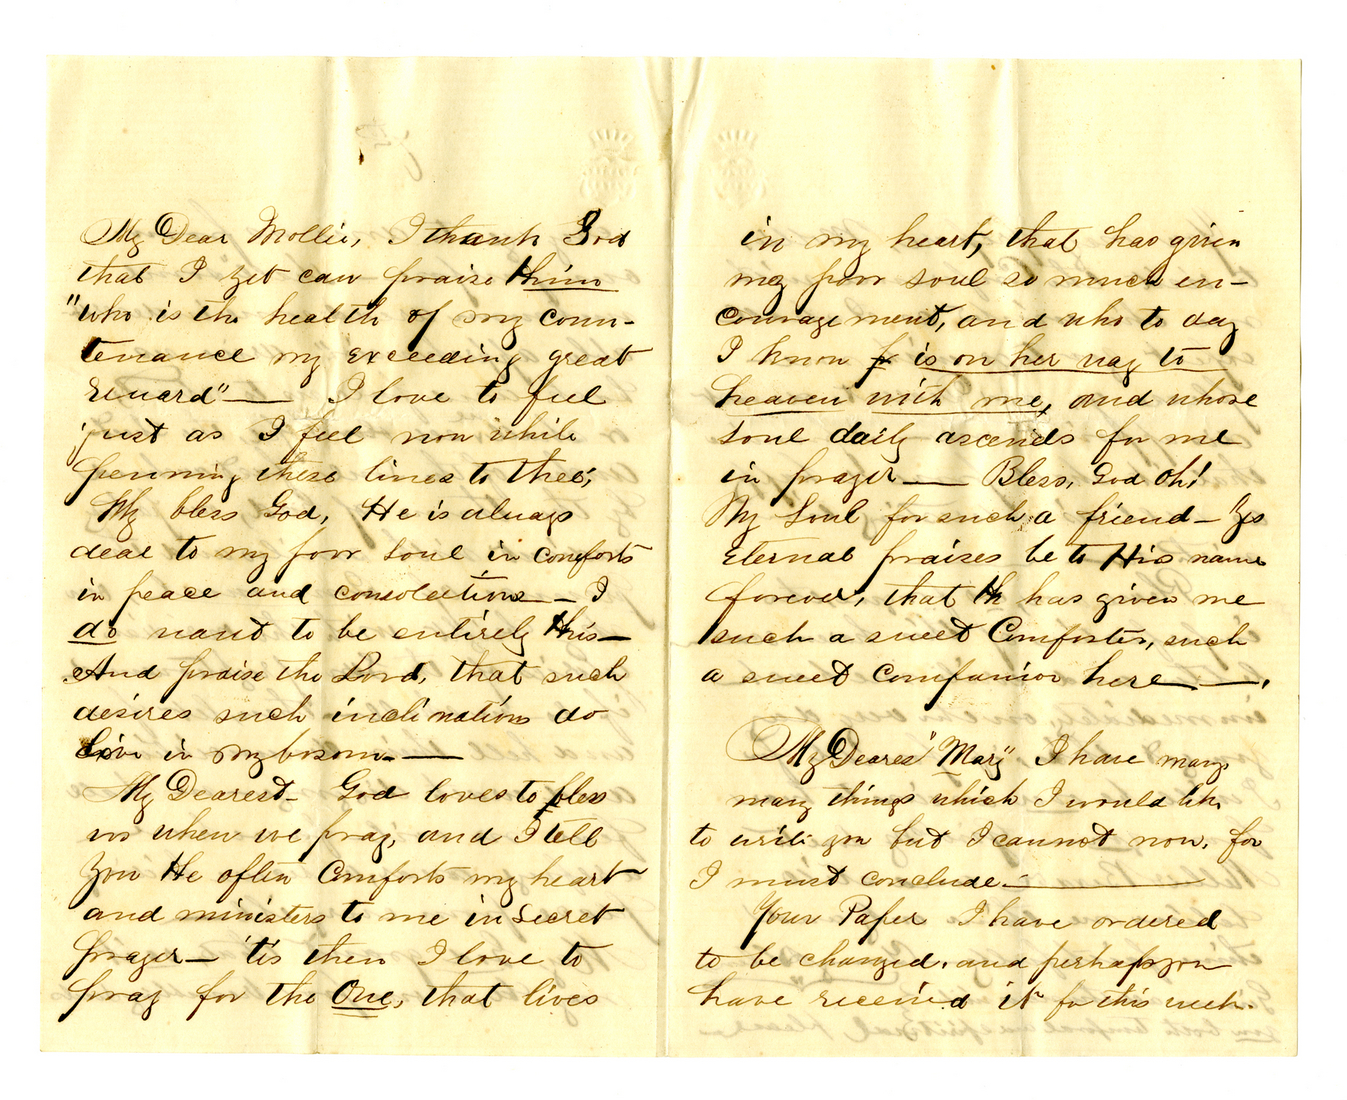 My Dear Mollie, I thank God
that I yet can praise Him
"who is the health of my coun-
tenance my exceeding great
reward"— I love to feel
just as I feel now while
penning these lines to thee;
My bless God, He is always
dear to my poor soul in comforts
in peace and consolations— I
do want to be entirely His—
And praise the Lord, that such
desires such inclinations do
live in my bosom.—
My Dearest— God loves to bless
us when we pray, and I tell
you He often Comforts my heart
and ministers to me in secret
prayer— 'tis then I love to
pray for the One, that lives
in my heart, that has given
my poor soul so much en-
couragement, and who to day
I know is on her way to
heaven with me, and whose
soul daily ascends for me
in prayer— Bless, God Oh!
My Soul for such a friend— "yes
eternal praises be to His name
forever, that He has given me
such a sweet Comforter, such
a sweet Companion here—.
My Dearest "Mary" I have many
many things which I would like
to write you but I cannot now, for
I must conclude.—
Your Paper I have ordered
to be changed, and perhaps you
have received it for this week.